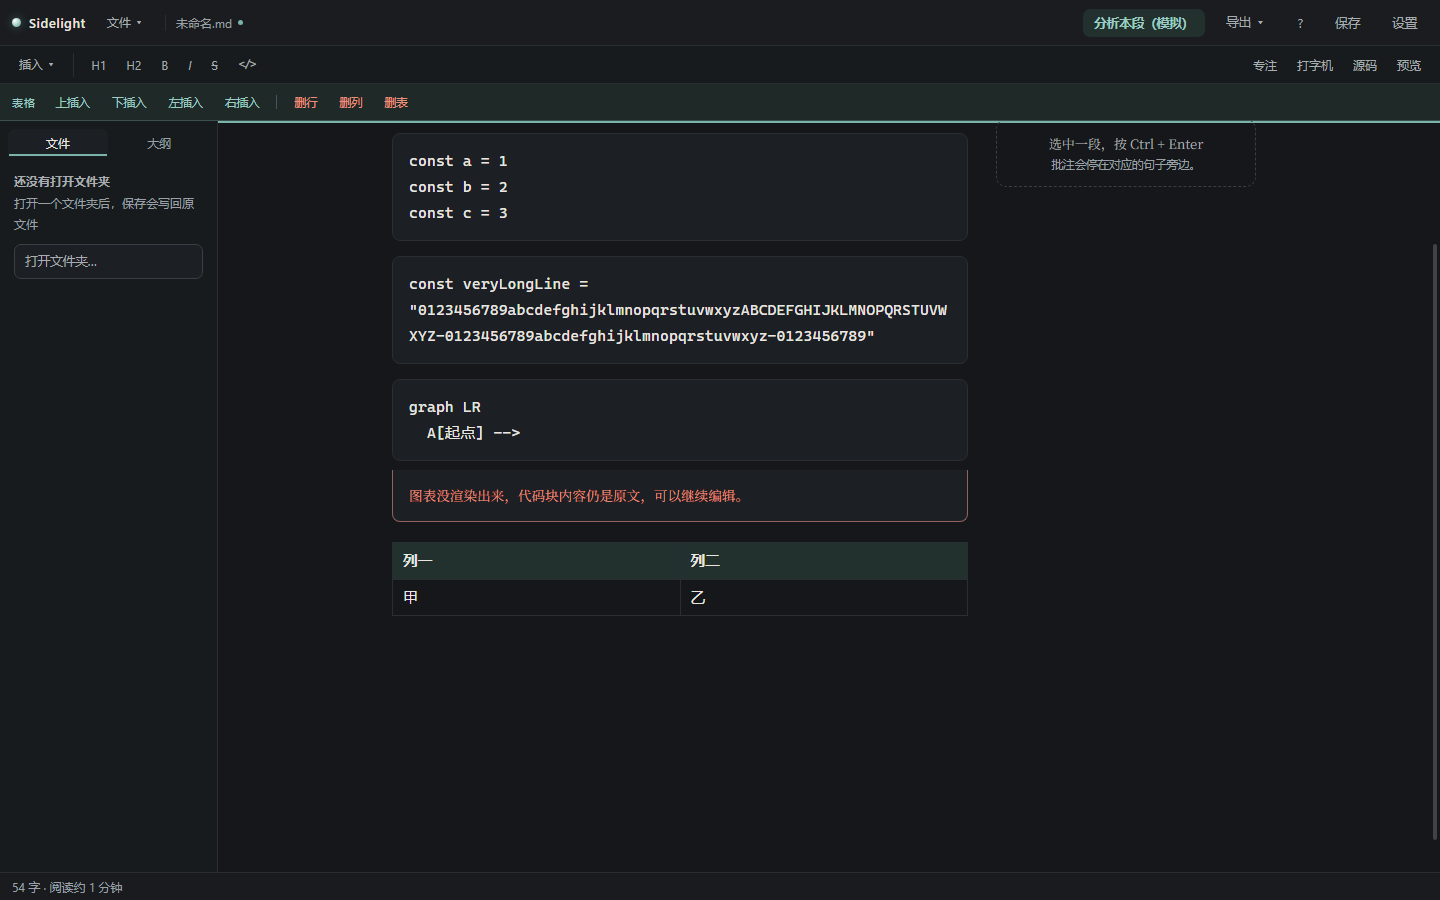 Sidelight 文件 未命名.md 分析本段（模拟） 导出 ? 保存 设置
插入 H1 H2 B I S </> 专注 打字机 源码 预览
表格 上插入 下插入 左插入 右插入 删行 删列 删表
文件 大纲
还没有打开文件夹
打开一个文件夹后，保存会写回原
文件
打开文件夹...
const a = 1
const b = 2
const c = 3
const veryLongLine =
"0123456789abcdefghijklmnopqrstuvwxyzABCDEFGHIJKLMNOPQRSTUVW
XYZ-0123456789abcdefghijklmnopqrstuvwxyz-0123456789"
graph LR
  A[起点] -->
图表没渲染出来，代码块内容仍是原文，可以继续编辑。
列一 列二
甲 乙
选中一段，按 Ctrl + Enter
批注会停在对应的句子旁边。
54 字 · 阅读约 1 分钟